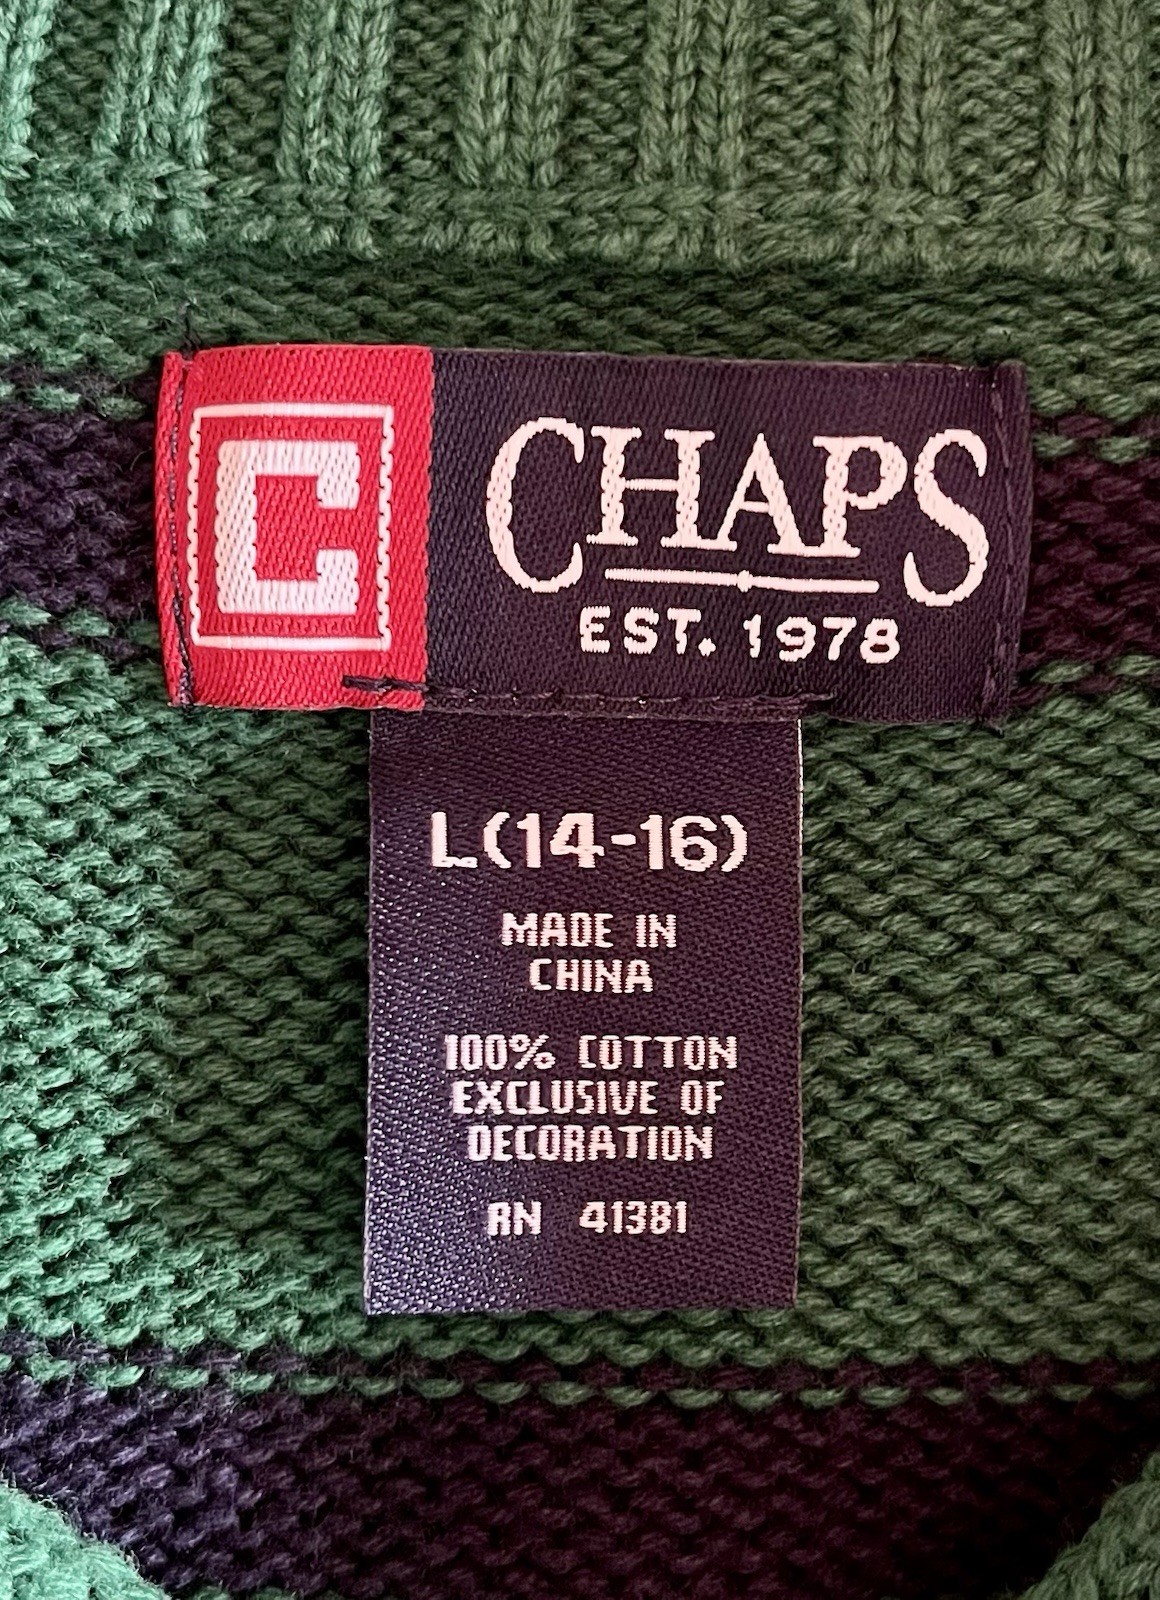 C
CHAPS
EST. 1978
L(14-16)
MADE IN
CHINA
100% COTTON
EXCLUSIVE OF
DECORATION
RN 41381